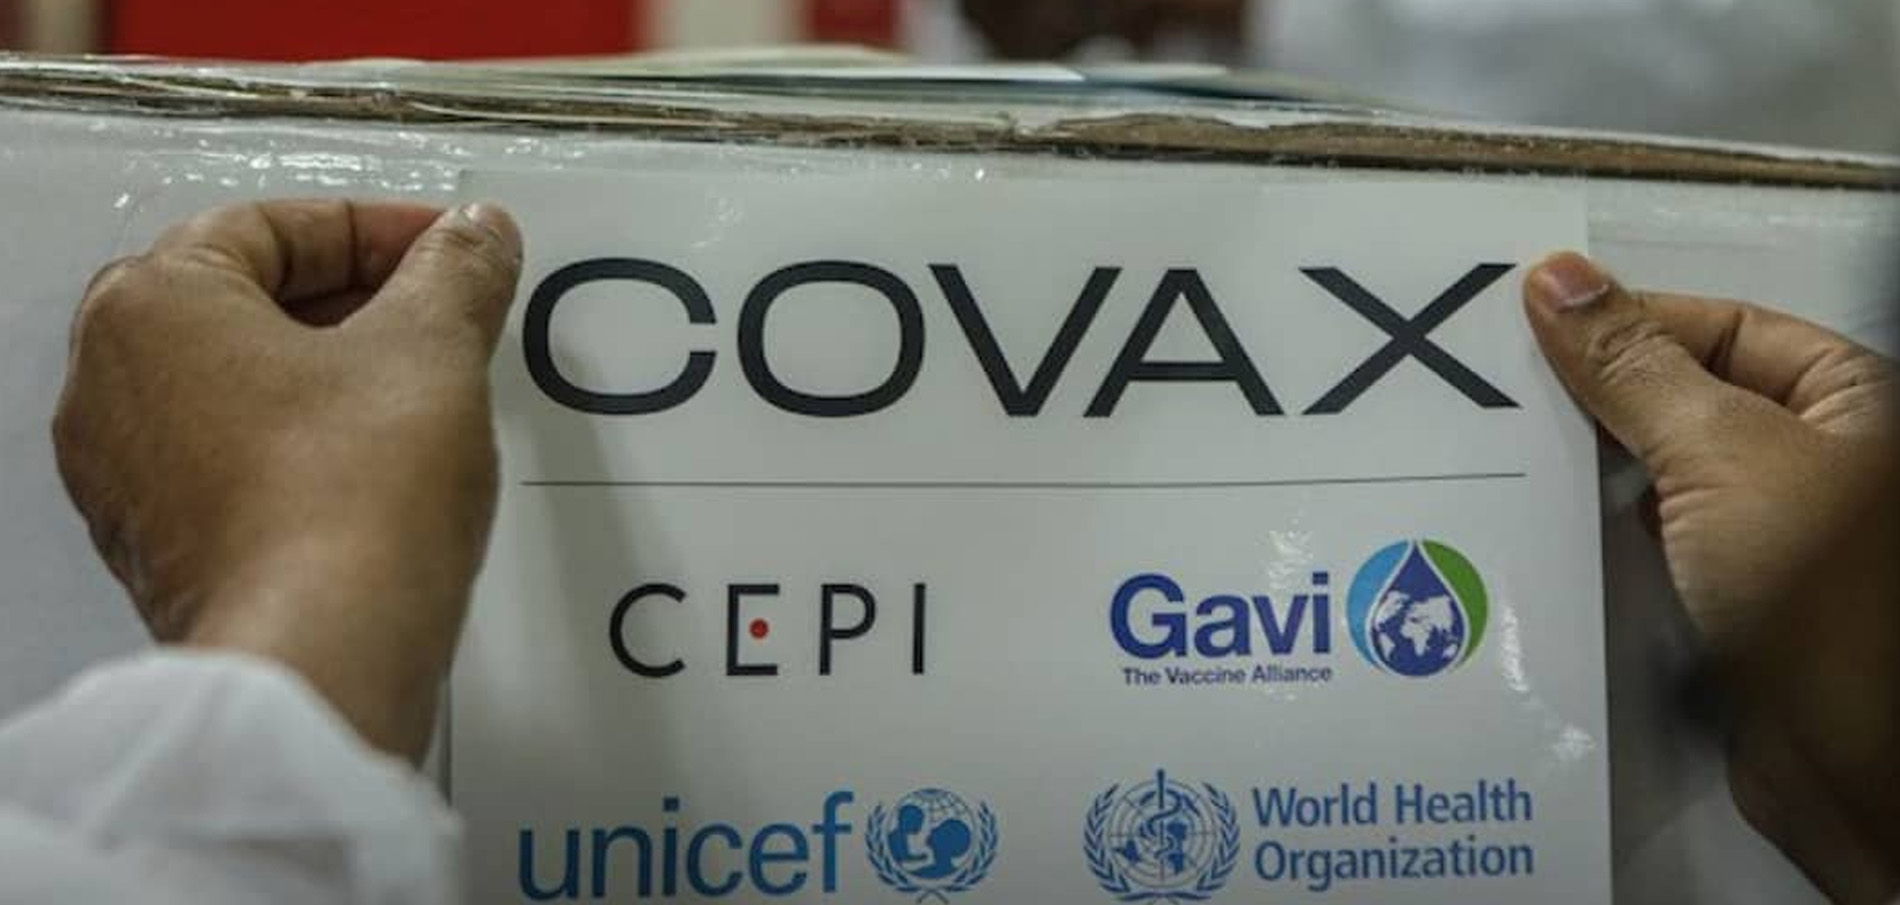 COVAX
CEPI
Gavi
The Vaccine Alliance
unicef
World Health
Organization